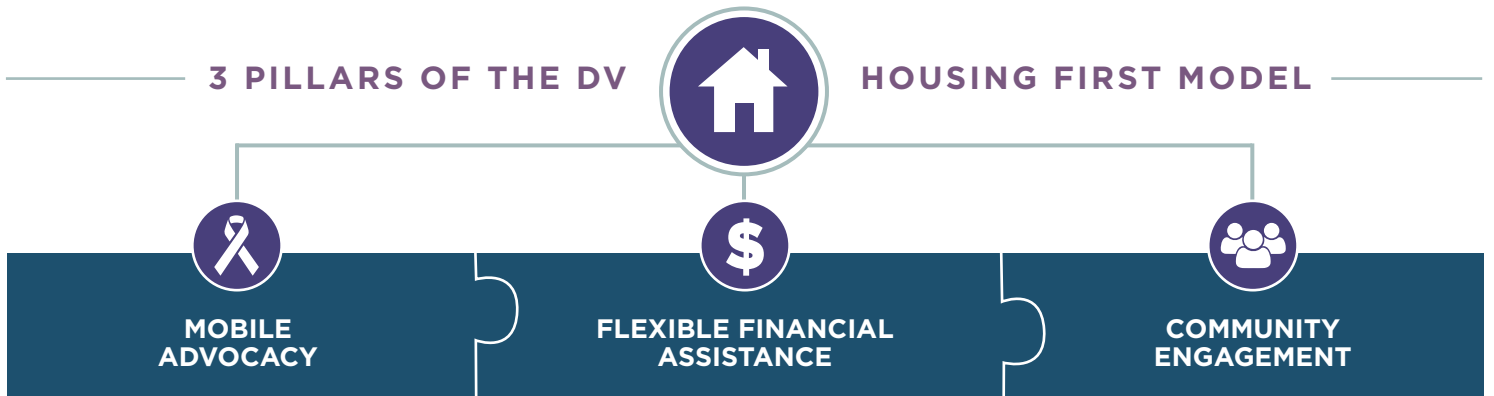 3 PILLARS OF THE DV HOUSING FIRST MODEL
$
MOBILE
ADVOCACY
FLEXIBLE FINANCIAL
ASSISTANCE
COMMUNITY
ENGAGEMENT